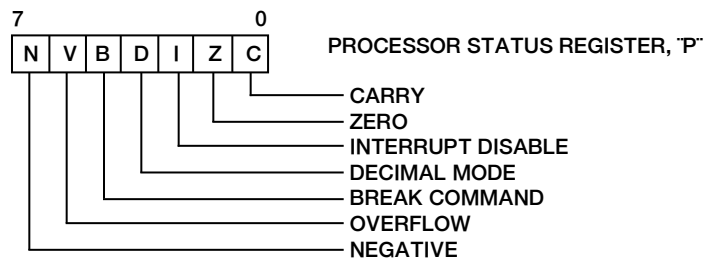 7 0
N V B D I Z C PROCESSOR STATUS REGISTER, ¨P¨
CARRY
ZERO
INTERRUPT DISABLE
DECIMAL MODE
BREAK COMMAND
OVERFLOW
NEGATIVE